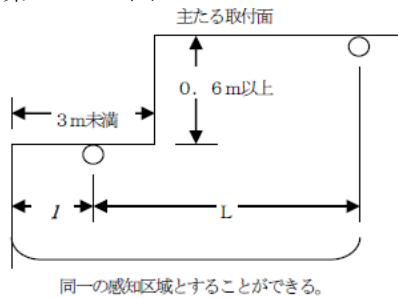 主たる取付面
０．６ｍ以上
３ｍ未満
l
L
同一の感知区域とすることができる。